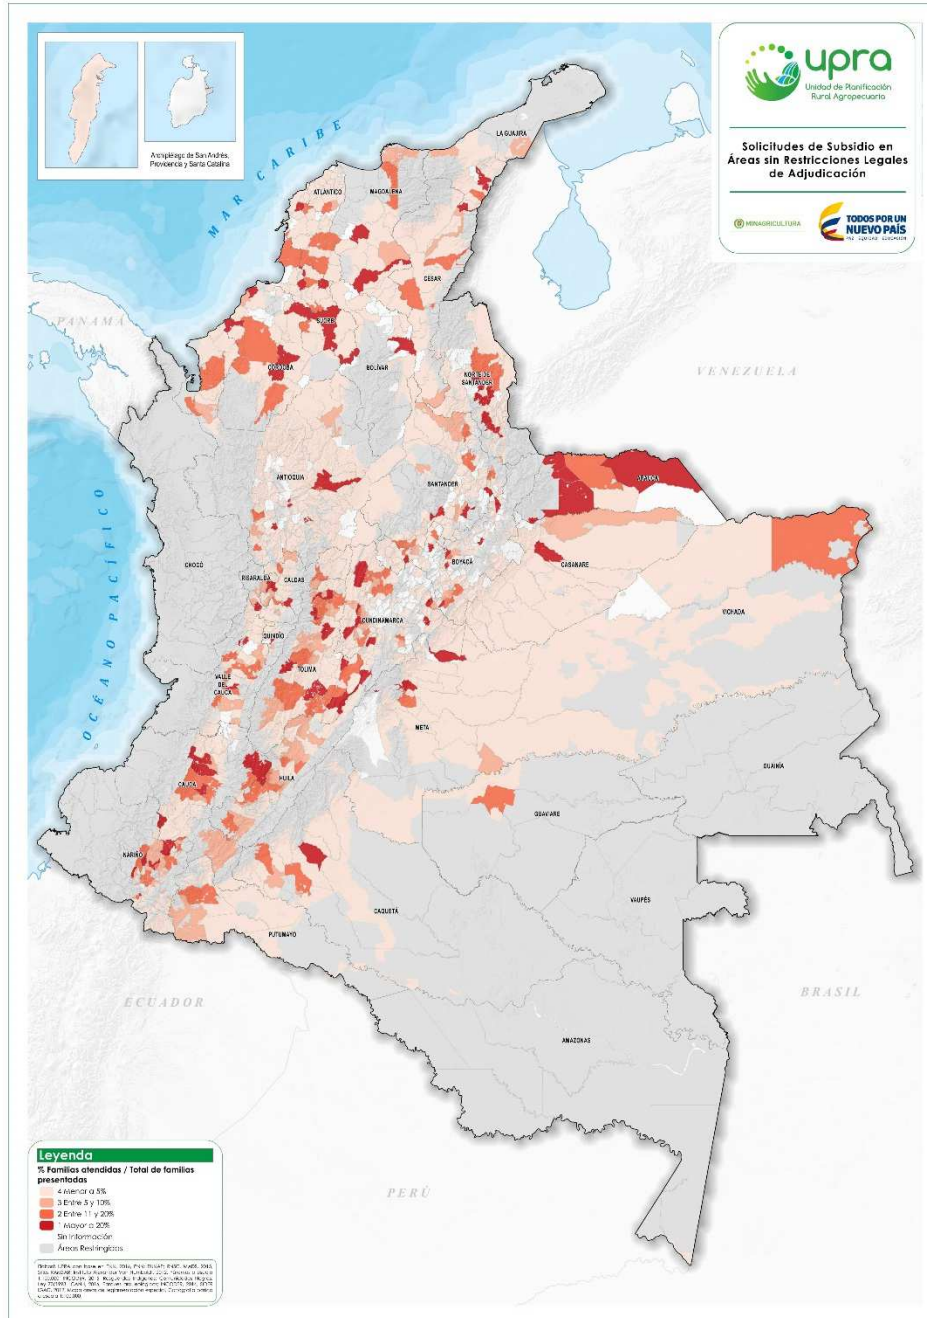 upra
Unidad de Planificación
Rural Agropecuaria
Solicitudes de Subsidio en
Áreas sin Restricciones Legales
de Adjudicación
MINAGRICULTURA
TODOS POR UN
NUEVO PAÍS
PAZ EQUIDAD EDUCACIÓN
Archipiélago de San Andrés,
Providencia y Santa Catalina
MAR CARIBE
LA GUAJIRA
ATLÁNTICO
MAGDALENA
CESAR
PANAMÁ
SUCRE
CÓRDOBA
BOLÍVAR
NORTE DE
SANTANDER
VENEZUELA
ANTIOQUIA
SANTANDER
ARAUCA
OCÉANO PACÍFICO
CHOCÓ
RISARALDA
CALDAS
BOYACÁ
CASANARE
CUNDINAMARCA
VICHADA
QUINDÍO
TOLIMA
VALLE
DEL
CAUCA
META
CAUCA
HUILA
GUAINÍA
GUAVIARE
NARIÑO
VAUPÉS
CAQUETÁ
PUTUMAYO
ECUADOR
BRASIL
AMAZONAS
PERÚ
Leyenda
% Familias atendidas / Total de familias
presentadas
4 Menor a 5%
3 Entre 5 y 10%
2 Entre 11 y 20%
1 Mayor a 20%
Sin Información
Áreas Restringidas